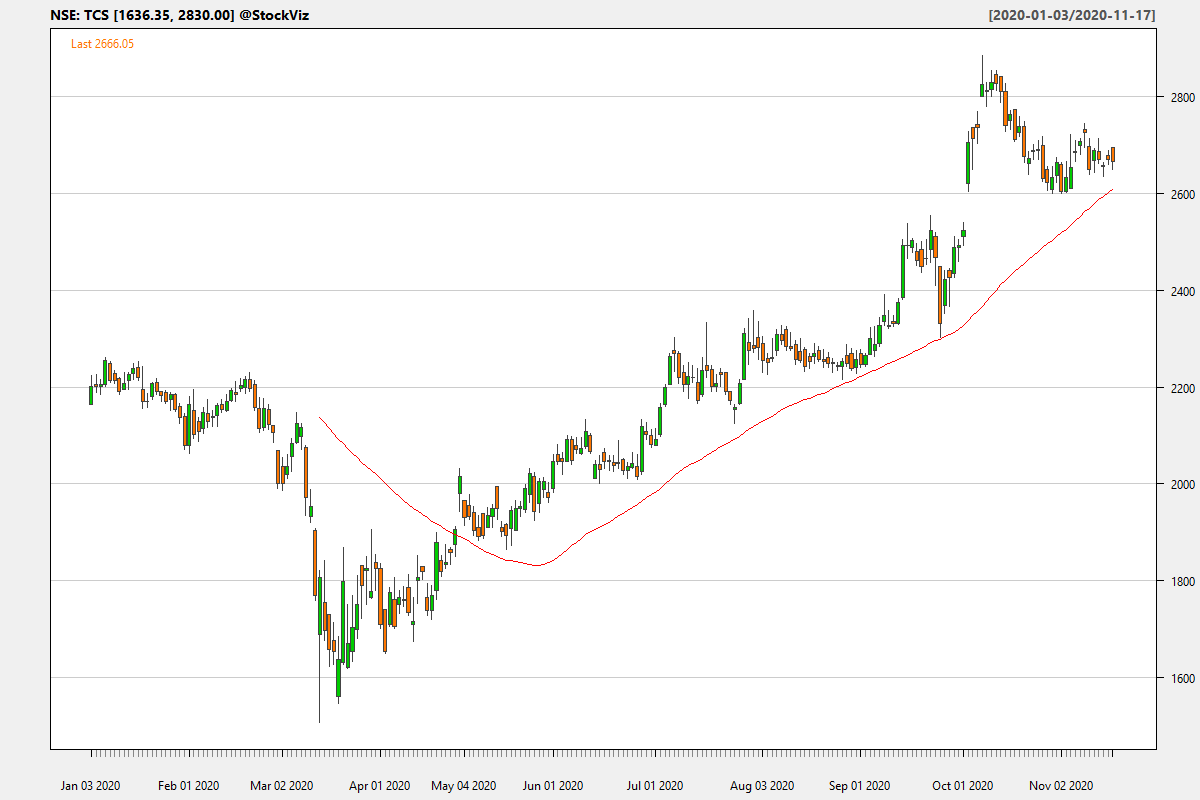 NSE: TCS [1636.35, 2830.00] @StockViz
[2020-01-03/2020-11-17]
Last 2666.05
2800
2600
2400
2200
2000
1800
1600
Jan 03 2020
Feb 01 2020
Mar 02 2020
Apr 01 2020
May 04 2020
Jun 01 2020
Jul 01 2020
Aug 03 2020
Sep 01 2020
Oct 01 2020
Nov 02 2020